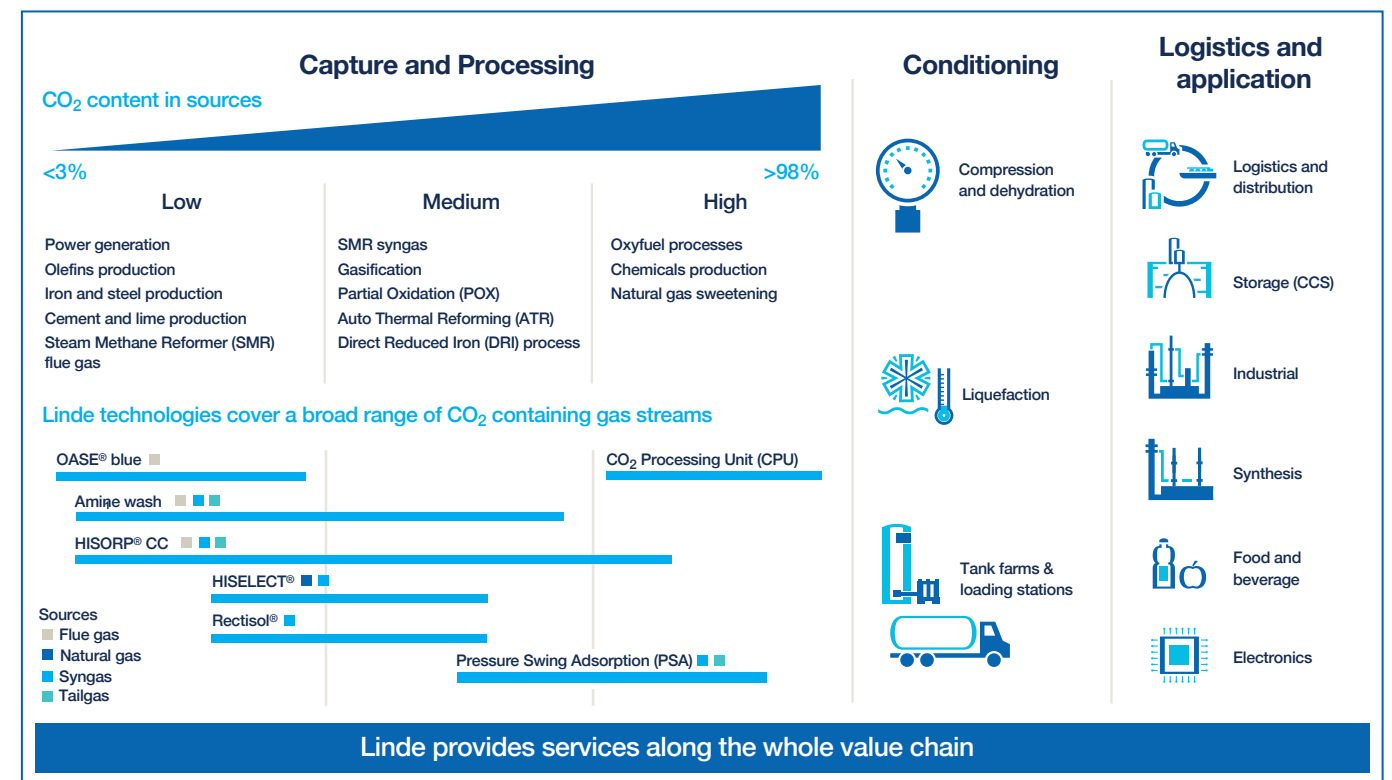 Capture and Processing
CO₂ content in sources
<3%
>98%
Low
Power generation
Olefins production
Iron and steel production
Cement and lime production
Steam Methane Reformer (SMR)
flue gas
Medium
SMR syngas
Gasification
Partial Oxidation (POX)
Auto Thermal Reforming (ATR)
Direct Reduced Iron (DRI) process
High
Oxyfuel processes
Chemicals production
Natural gas sweetening
Linde technologies cover a broad range of CO₂ containing gas streams
OASE® blue
CO₂ Processing Unit (CPU)
Amine wash
HISORP® CC
HISELECT®
Rectisol®
Pressure Swing Adsorption (PSA)
Sources
Flue gas
Natural gas
Syngas
Tailgas
Conditioning
Compression
and dehydration
Liquefaction
Tank farms &
loading stations
Logistics and
application
Logistics and
distribution
Storage (CCS)
Industrial
Synthesis
Food and
beverage
Electronics
Linde provides services along the whole value chain